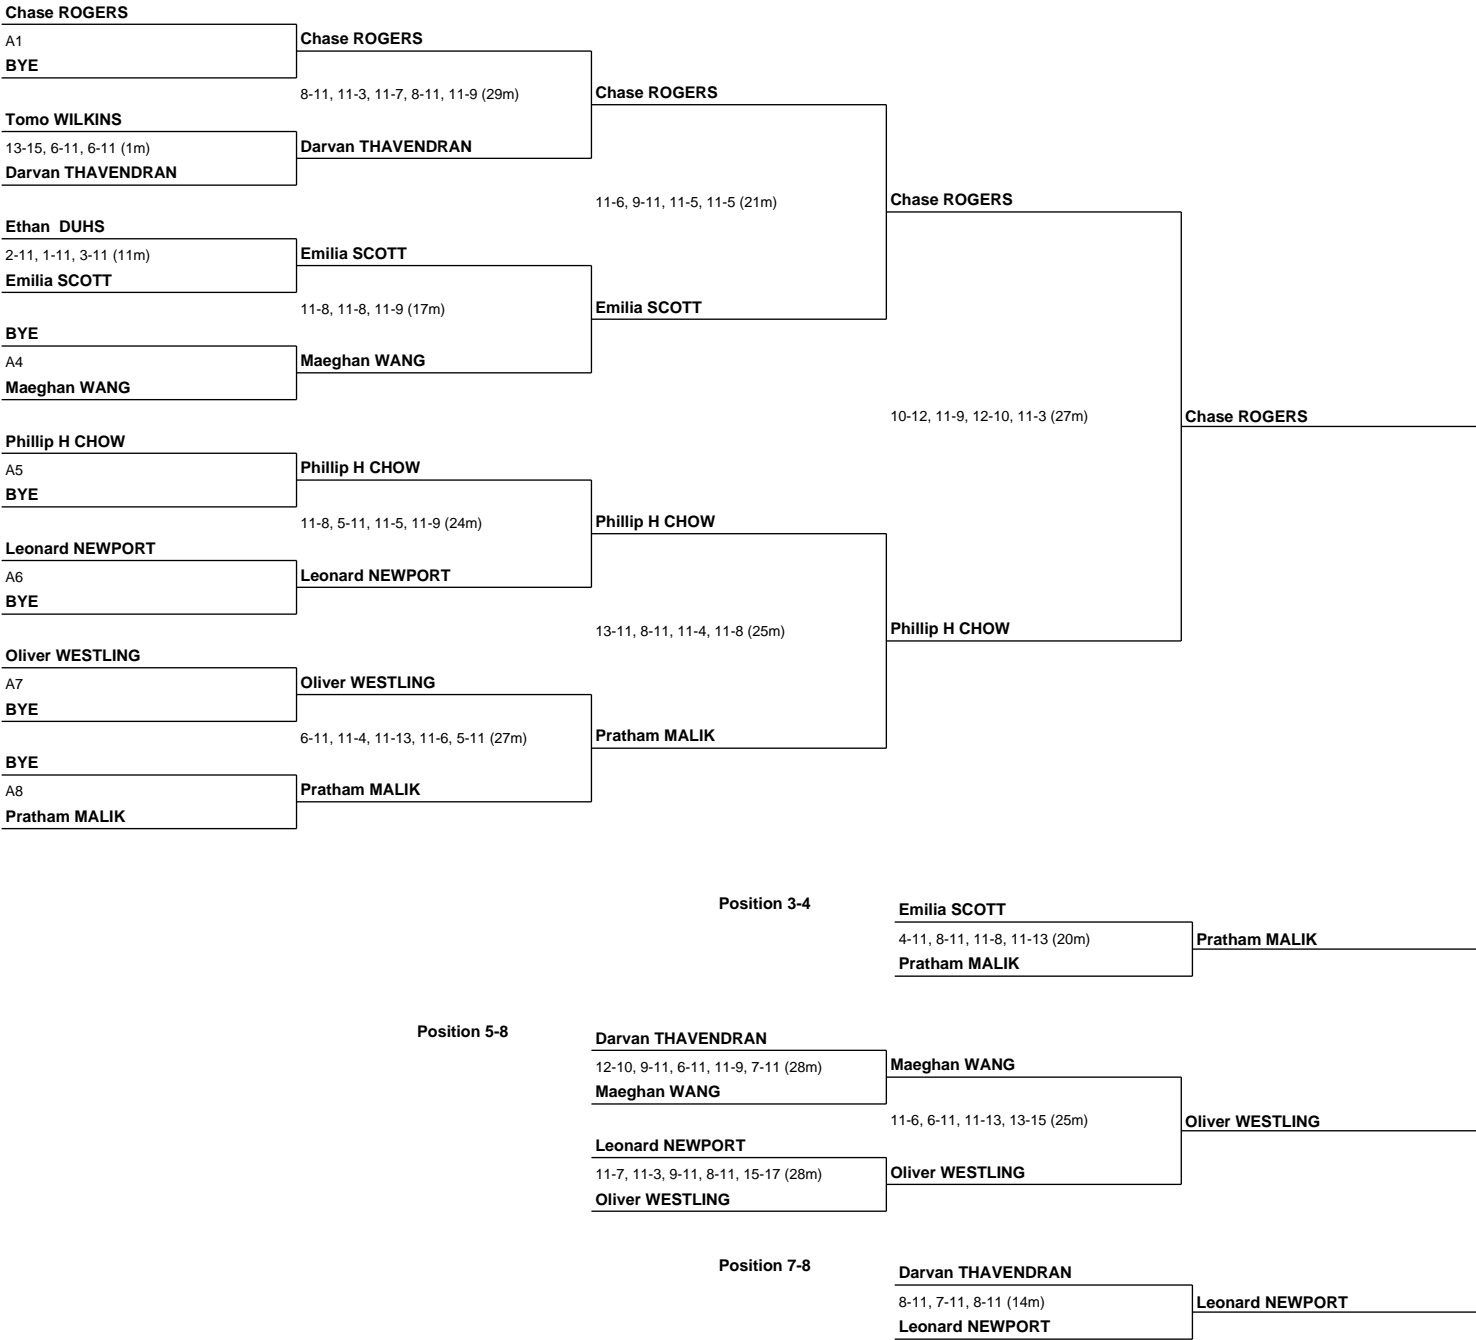 Chase ROGERS
A1
BYE
Chase ROGERS
8-11, 11-3, 11-7, 8-11, 11-9 (29m)
Chase ROGERS
Tomo WILKINS
13-15, 6-11, 6-11 (1m)
Darvan THAVENDRAN
Darvan THAVENDRAN
11-6, 9-11, 11-5, 11-5 (21m)
Chase ROGERS
Ethan  DUHS
2-11, 1-11, 3-11 (11m)
Emilia SCOTT
Emilia SCOTT
11-8, 11-8, 11-9 (17m)
Emilia SCOTT
BYE
A4
Maeghan WANG
Maeghan WANG
10-12, 11-9, 12-10, 11-3 (27m)
Chase ROGERS
Phillip H CHOW
A5
BYE
Phillip H CHOW
11-8, 5-11, 11-5, 11-9 (24m)
Phillip H CHOW
Leonard NEWPORT
A6
BYE
Leonard NEWPORT
13-11, 8-11, 11-4, 11-8 (25m)
Phillip H CHOW
Oliver WESTLING
A7
BYE
Oliver WESTLING
6-11, 11-4, 11-13, 11-6, 5-11 (27m)
Pratham MALIK
BYE
A8
Pratham MALIK
Pratham MALIK
Position 3-4
Emilia SCOTT
4-11, 8-11, 11-8, 11-13 (20m)
Pratham MALIK
Pratham MALIK
Position 5-8
Darvan THAVENDRAN
12-10, 9-11, 6-11, 11-9, 7-11 (28m)
Maeghan WANG
Maeghan WANG
11-6, 6-11, 11-13, 13-15 (25m)
Oliver WESTLING
Leonard NEWPORT
11-7, 11-3, 9-11, 8-11, 15-17 (28m)
Oliver WESTLING
Oliver WESTLING
Position 7-8
Darvan THAVENDRAN
8-11, 7-11, 8-11 (14m)
Leonard NEWPORT
Leonard NEWPORT